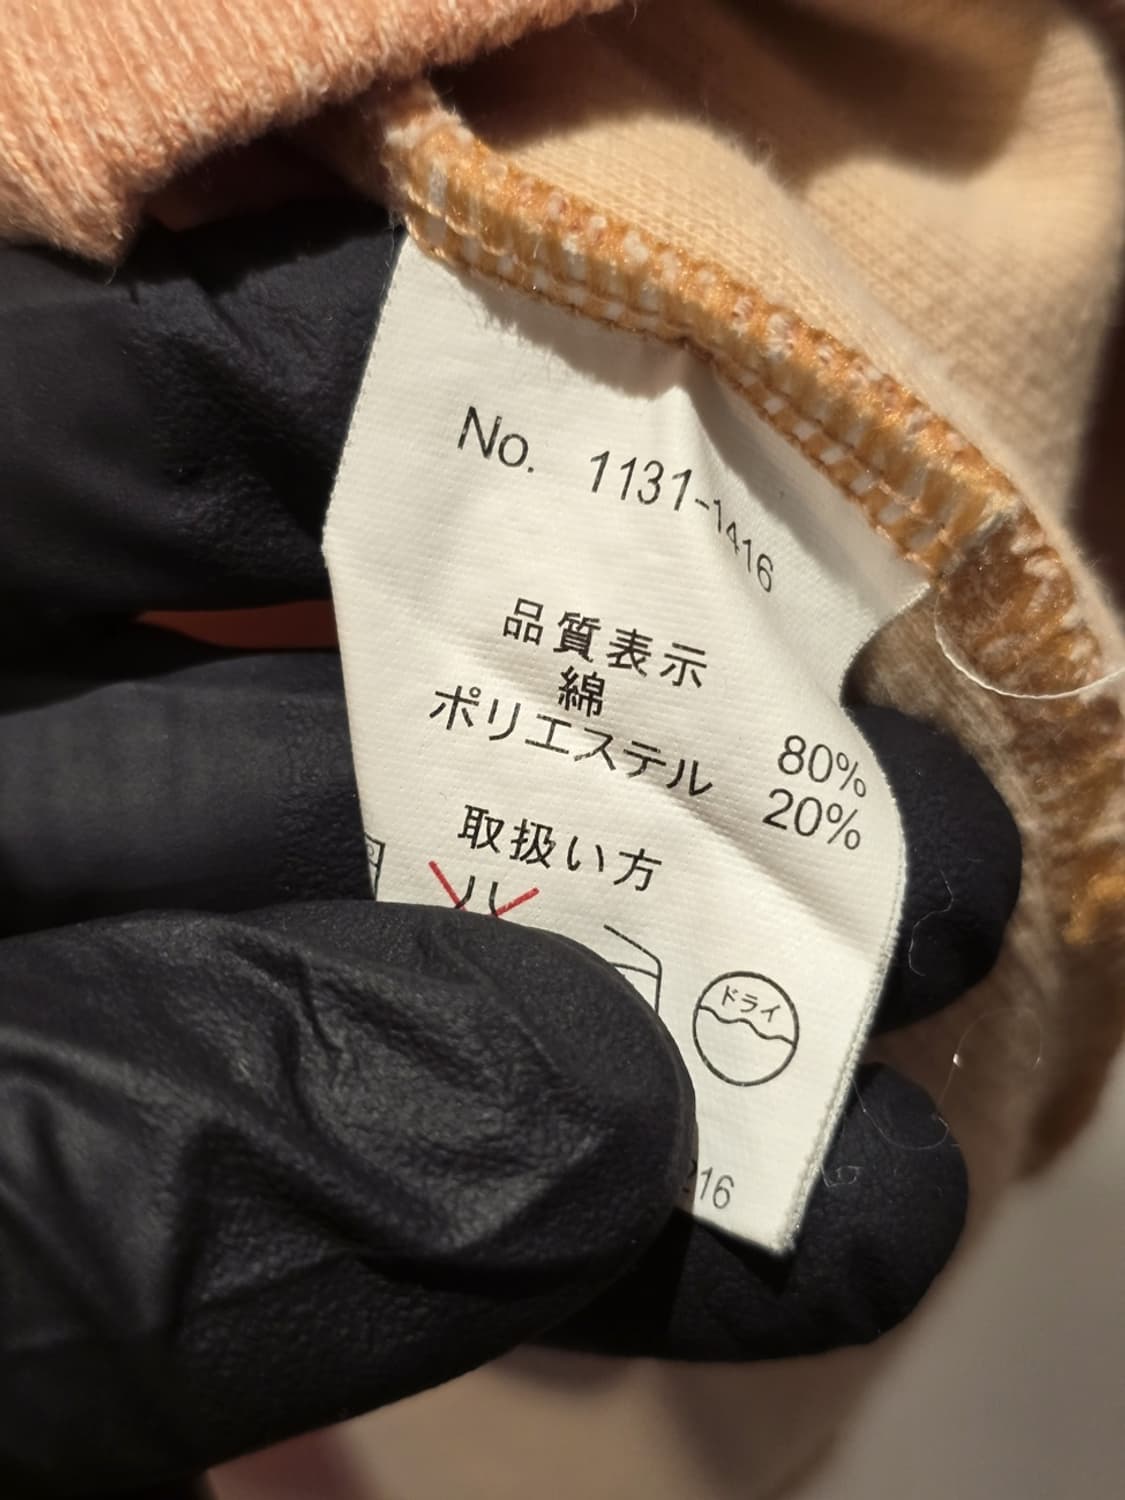 No. 1131-1416
品質表示
綿 80%
ポリエステル 20%
取扱い方
ドライ
216